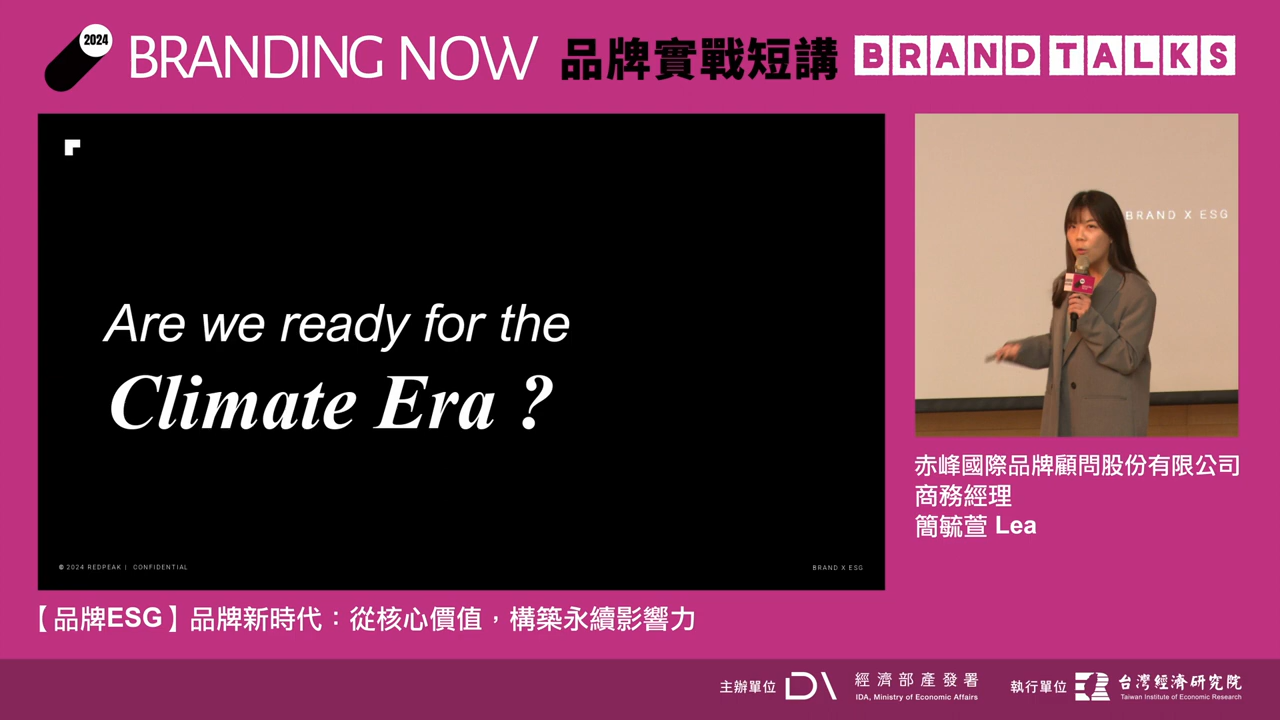 2024
BRANDING NOW 品牌實戰短講 BRAND TALKS
Are we ready for the
Climate Era ?
© 2024 REDPEAK | CONFIDENTIAL
BRAND X ESG
BRAND X ESG
赤峰國際品牌顧問股份有限公司
商務經理
簡毓萱 Lea
【品牌ESG】品牌新時代：從核心價值，構築永續影響力
主辦單位 IDA 經濟部產發署
IDA, Ministry of Economic Affairs
執行單位 台灣經濟研究院
Taiwan Institute of Economic Research